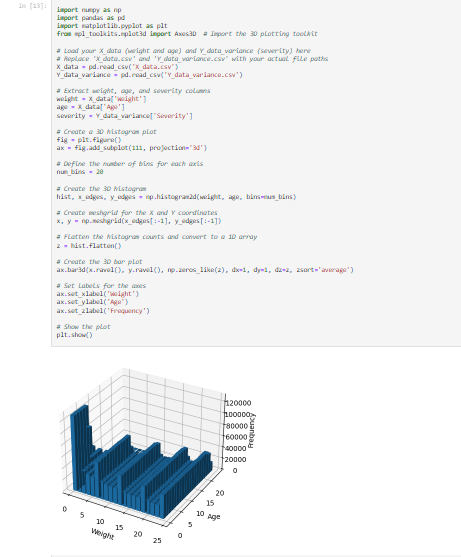 In [13]:
import numpy as np
import pandas as pd
import matplotlib.pyplot as plt
from mpl_toolkits.mplot3d import Axes3D  # Import the 3D plotting toolkit

# Load your X_data (weight and age) and Y_data_variance (severity) here
# Replace 'X_data.csv' and 'Y_data_variance.csv' with your actual file paths
X_data = pd.read_csv('X_data.csv')
Y_data_variance = pd.read_csv('Y_data_variance.csv')

# Extract weight, age, and severity columns
weight = X_data['Weight']
age = X_data['Age']
severity = Y_data_variance['Severity']

# Create a 3D histogram plot
fig = plt.figure()
ax = fig.add_subplot(111, projection='3d')

# Define the number of bins for each axis
num_bins = 20

# Create the 3D histogram
hist, x_edges, y_edges = np.histogram2d(weight, age, bins=num_bins)

# Create meshgrid for the X and Y coordinates
x, y = np.meshgrid(x_edges[:-1], y_edges[:-1])

# Flatten the histogram counts and convert to a 1D array
z = hist.flatten()

# Create the 3D bar plot
ax.bar3d(x.ravel(), y.ravel(), np.zeros_like(z), dx=1, dy=1, dz=z, zsort='average')

# Set labels for the axes
ax.set_xlabel('Weight')
ax.set_ylabel('Age')
ax.set_zlabel('Frequency')

# Show the plot
plt.show()
120000
100000
80000
60000
40000
20000
0
Frequency
20
15
10
5
0
Age
0
5
10
15
20
25
Weight